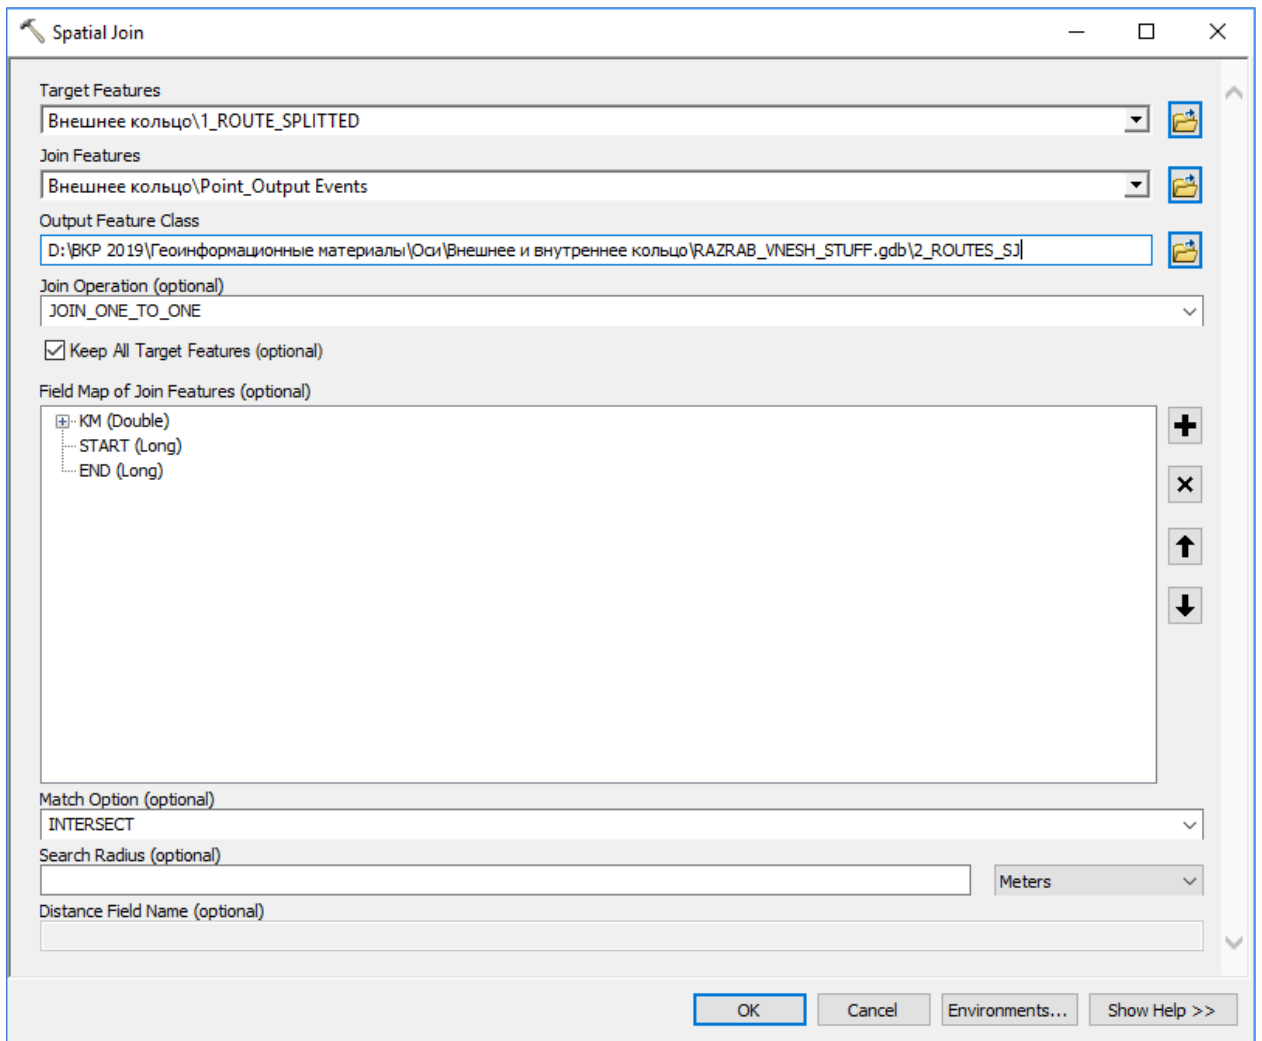 Spatial Join
Target Features
Внешнее кольцо\1_ROUTE_SPLITTED
Join Features
Внешнее кольцо\Point_Output Events
Output Feature Class
D:\ВКР 2019\Геоинформационные материалы\Оси\Внешнее и внутреннее кольцо\RAZRAB_VNESH_STUFF.gdb\2_ROUTES_SJ
Join Operation (optional)
JOIN_ONE_TO_ONE
Keep All Target Features (optional)
Field Map of Join Features (optional)
KM (Double)
START (Long)
END (Long)
Match Option (optional)
INTERSECT
Search Radius (optional)
Meters
Distance Field Name (optional)
OK Cancel Environments... Show Help >>